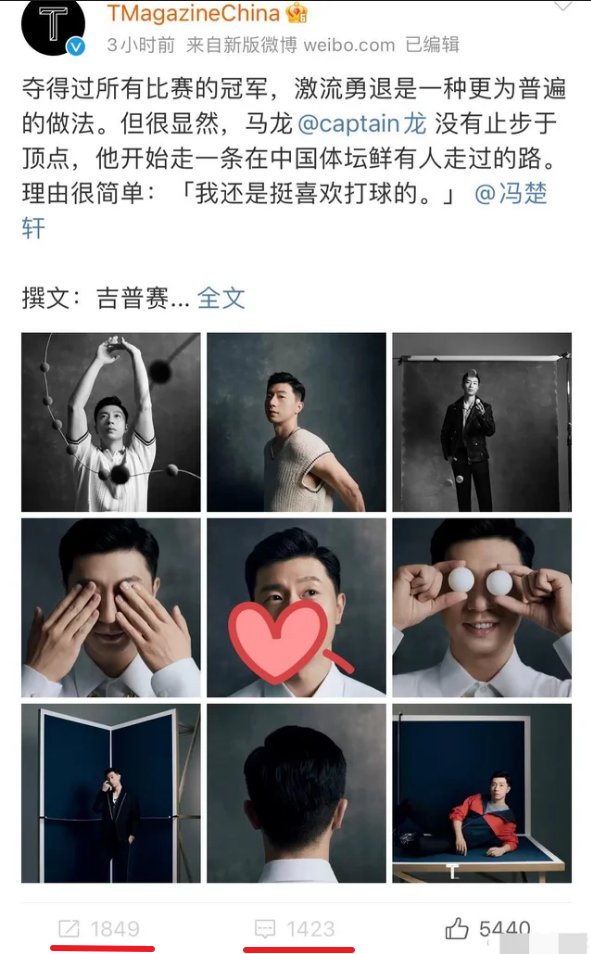 TMagazineChina
3小时前 来自新版微博 weibo.com 已编辑
夺得过所有比赛的冠军，激流勇退是一种更为普遍
的做法。但很显然，马龙@captain龙 没有止步于
顶点，他开始走一条在中国体坛鲜有人走过的路。
理由很简单：「我还是挺喜欢打球的。」 @冯楚
轩
撰文：吉普赛... 全文
T
1849 1423 5440